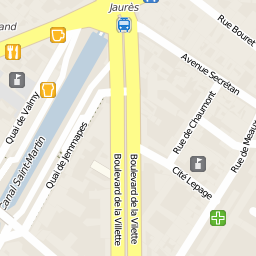 Jaurès
and
Rue Bouret
Avenue Secrétan
Quai de Valmy
Rue de Chaumont
Quai de Jemmapes
Canal Saint-Martin
Rue de Meaux
Boulevard de la Villette
Boulevard de la Villette
Cité Lepage